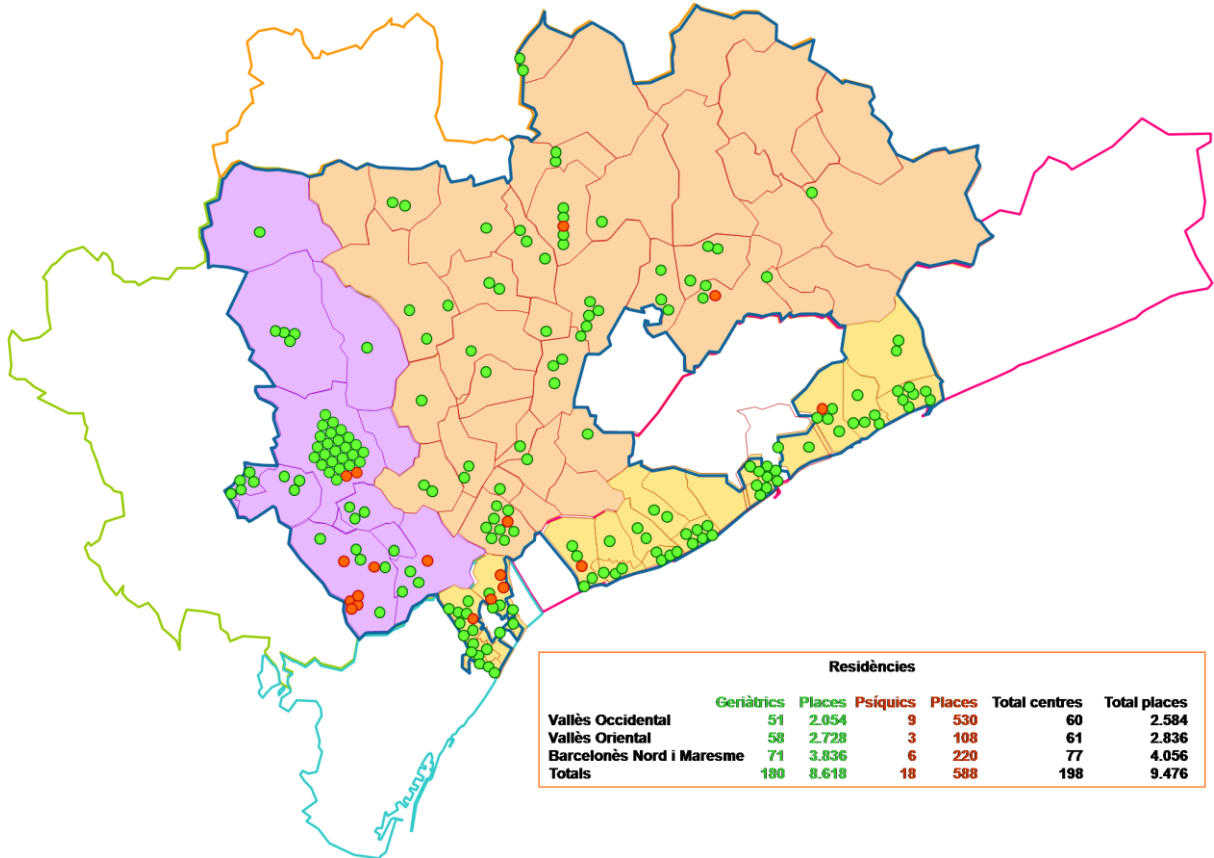 Residències
Geriàtrics Places Psíquics Places Total centres Total places
Vallès Occidental 51 2.054 9 530 60 2.584
Vallès Oriental 58 2.728 3 108 61 2.836
Barcelonès Nord i Maresme 71 3.836 6 220 77 4.056
Totals 180 8.618 18 588 198 9.476